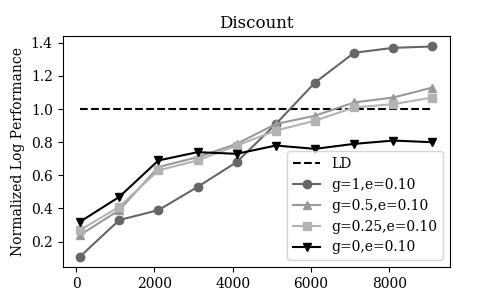 Discount
Normalized Log Performance
1.4
1.2
1.0
0.8
0.6
0.4
0.2
LD
g=1,e=0.10
g=0.5,e=0.10
g=0.25,e=0.10
g=0,e=0.10
0 2000 4000 6000 8000